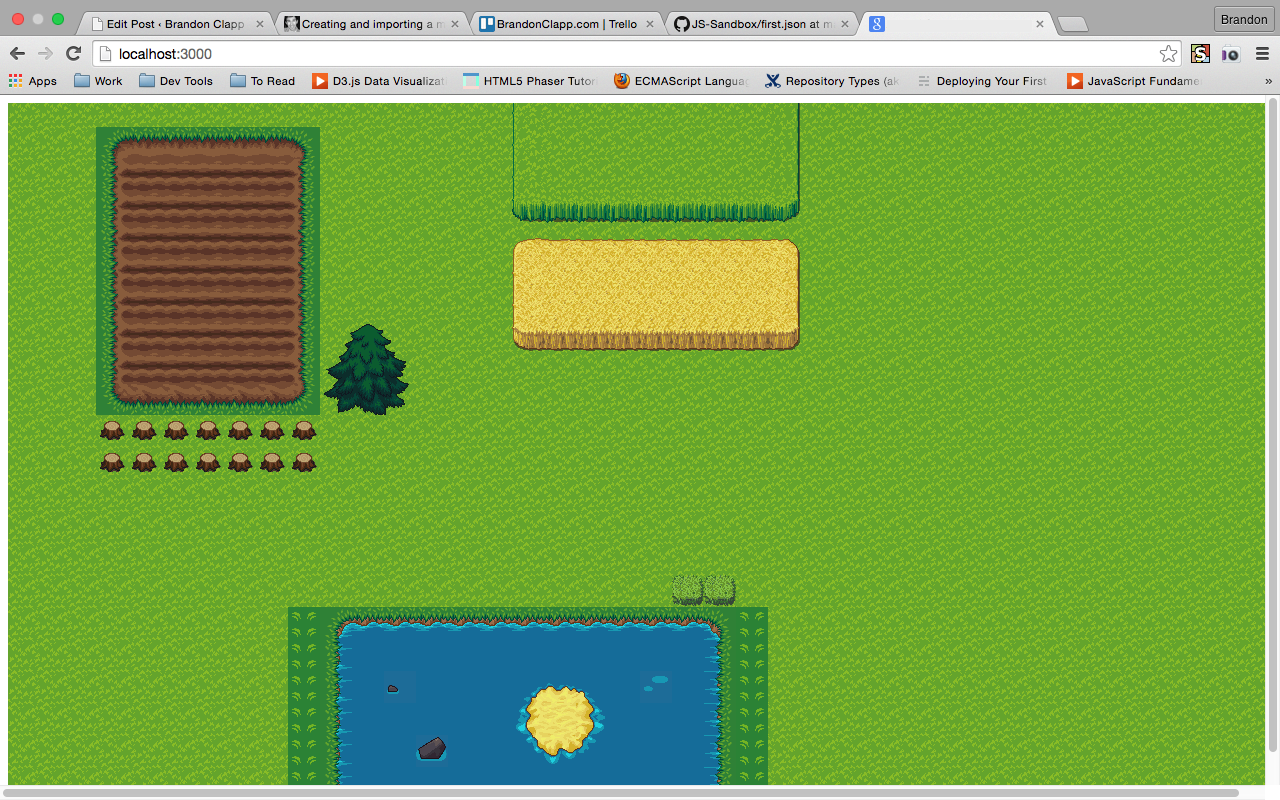 Edit Post ‹ Brandon Clapp
Creating and importing a m
BrandonClapp.com | Trello
JS-Sandbox/first.json at ma
Brandon
localhost:3000
Apps
Work
Dev Tools
To Read
D3.js Data Visualizat
HTML5 Phaser Tutor
ECMAScript Languag
Repository Types (ak
Deploying Your First
JavaScript Fundame
»